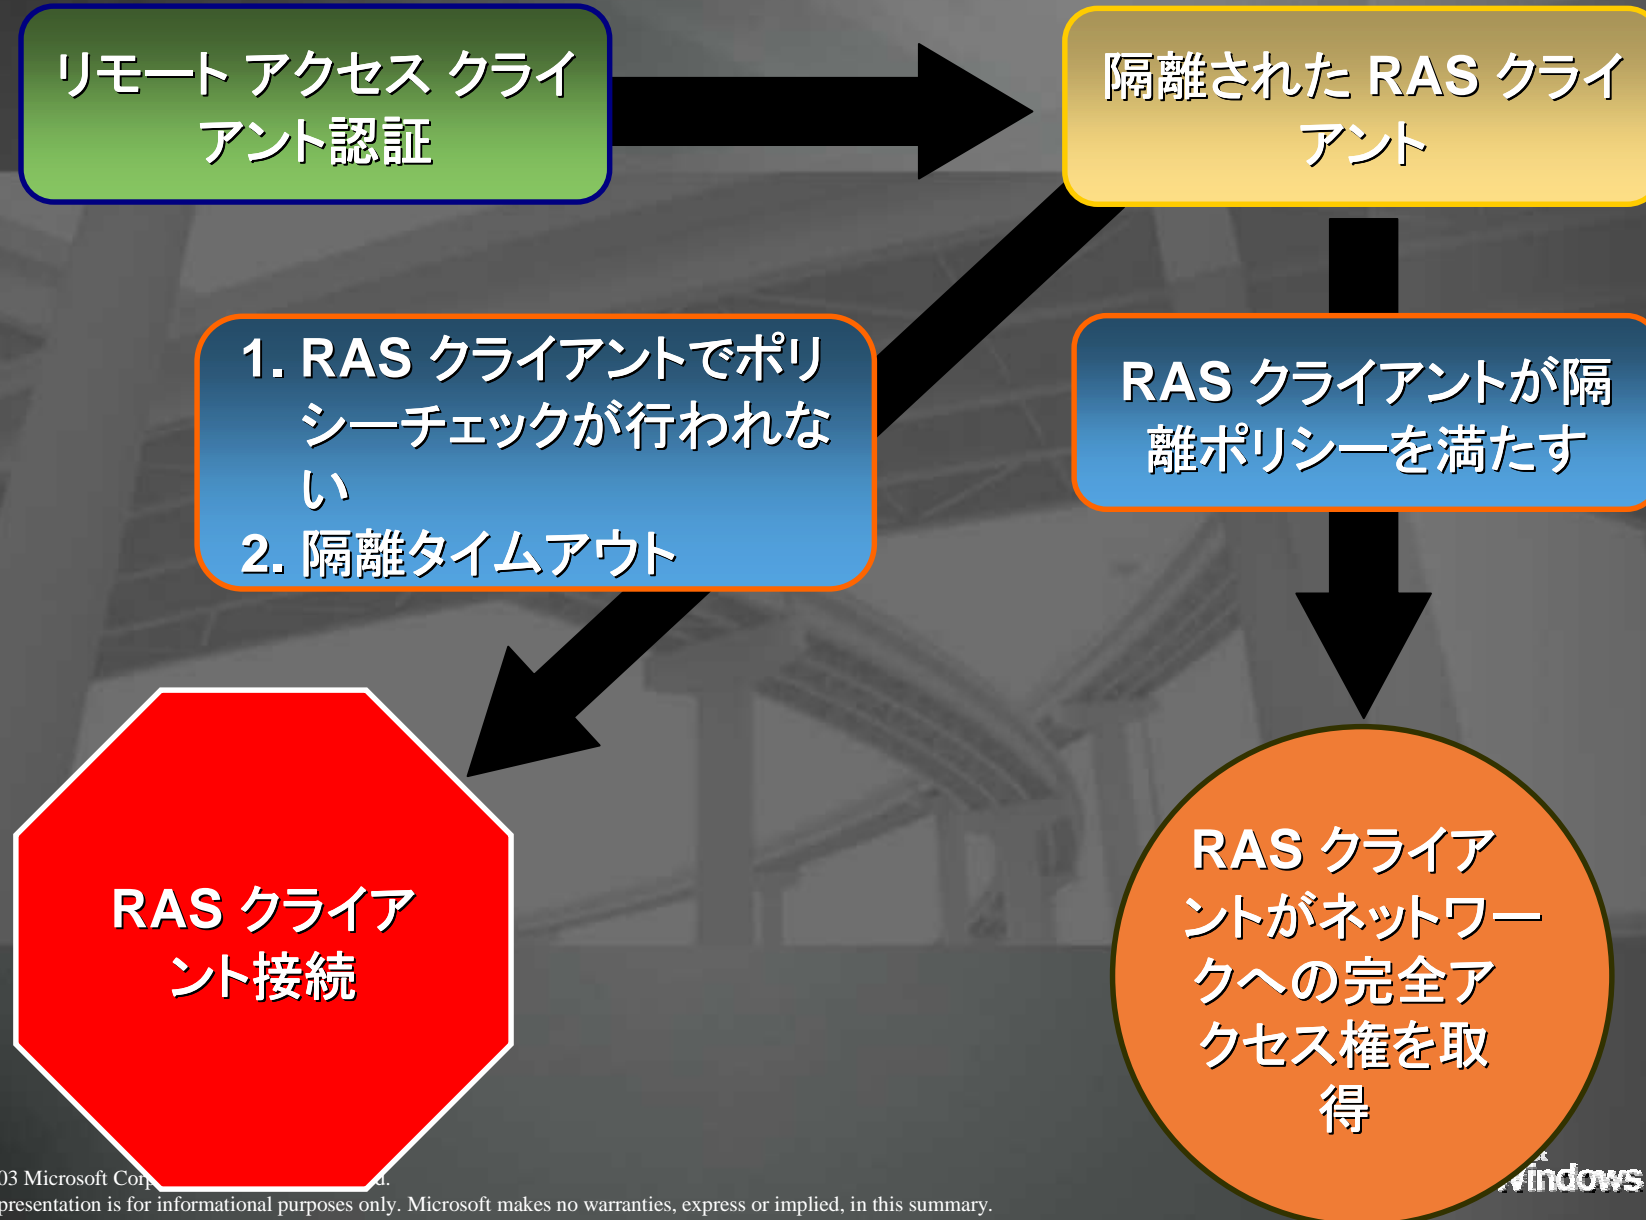 リモート アクセス クライ
アント認証
隔離された RAS クライ
アント
1. RAS クライアントでポリ
シーチェックが行われな
い
2. 隔離タイムアウト
RAS クライアントが隔
離ポリシーを満たす
RAS クライア
ント接続
RAS クライア
ントがネットワー
クへの完全ア
クセス権を取
得
03 Microsoft Corp
presentation is for informational purposes only. Microsoft makes no warranties, express or implied, in this summary.
Windows